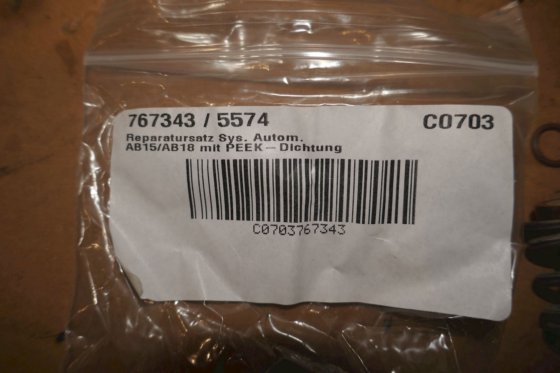 767343 / 5574 C0703
Reparatursatz Sys. Autom.
AB15/AB18 mit PEEK - Dichtung
C0703767343